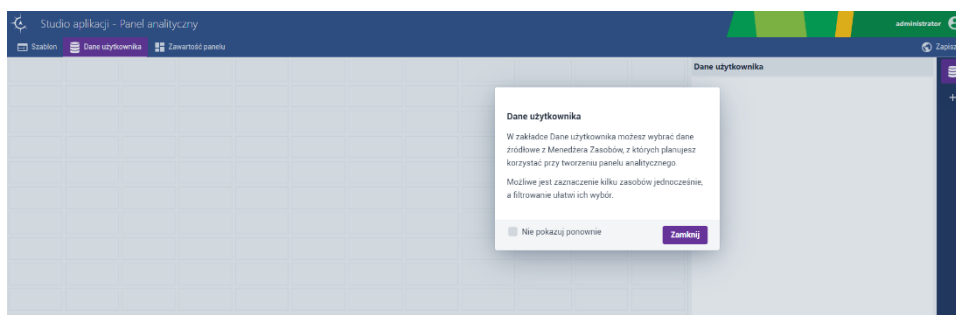 Studio aplikacji - Panel analityczny
administrator
Szablon
Dane użytkownika
Zawartość panelu
Zapisz
Dane użytkownika
Dane użytkownika
W zakładce Dane użytkownika możesz wybrać dane
źródłowe z Menedżera Zasobów, z których planujesz
korzystać przy tworzeniu panelu analitycznego.
Możliwe jest zaznaczenie kilku zasobów jednocześnie,
a filtrowanie ułatwi ich wybór.
Nie pokazuj ponownie
Zamknij